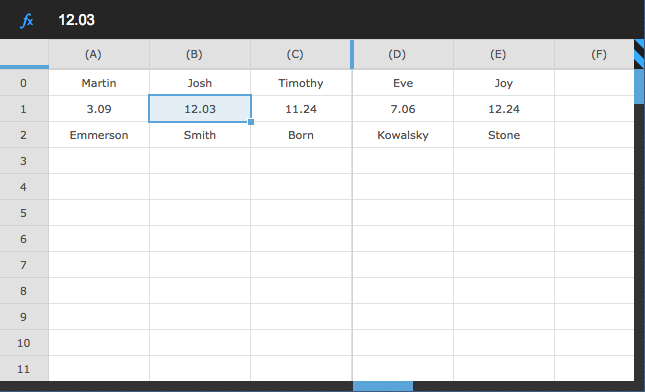 fx 12.03
(A) (B) (C) (D) (E) (F)
0 Martin Josh Timothy Eve Joy
1 3.09 12.03 11.24 7.06 12.24
2 Emmerson Smith Born Kowalsky Stone
3
4
5
6
7
8
9
10
11